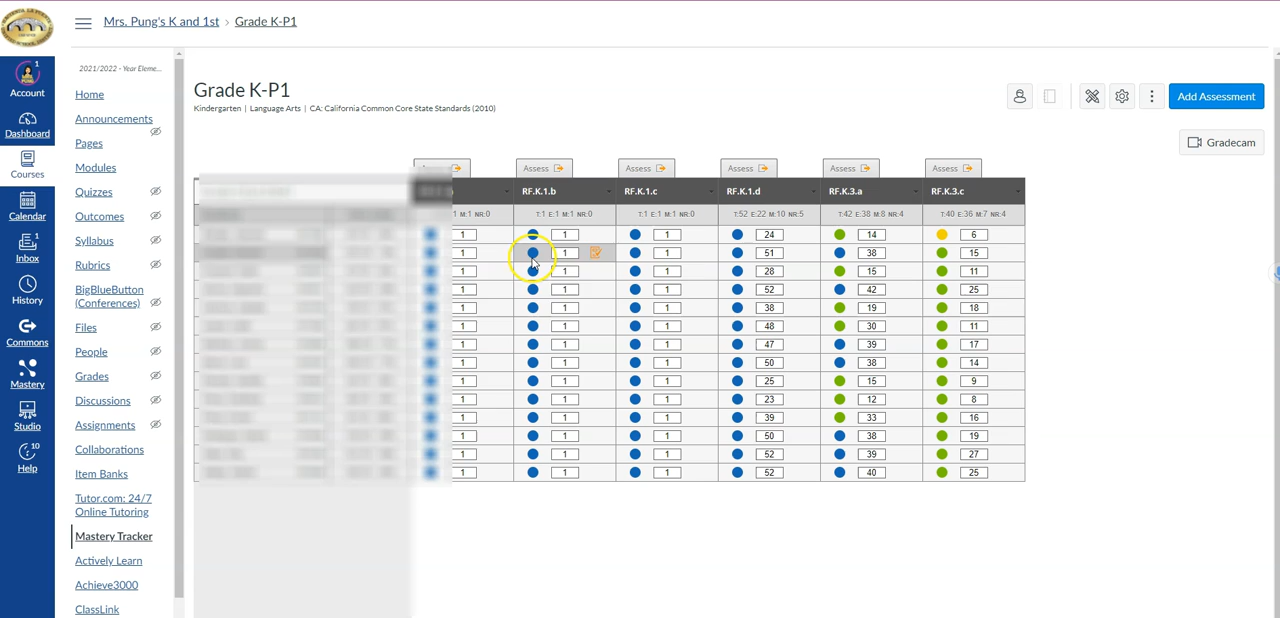 Mrs. Pung's K and 1st › Grade K-P1
1
Account
Dashboard
Courses
Calendar
1
Inbox
History
Commons
Mastery
Studio
10
Help
2021/2022 - Year Eleme...
Home
Announcements
Pages
Modules
Quizzes
Outcomes
Syllabus
Rubrics
BigBlueButton
(Conferences)
Files
People
Grades
Discussions
Assignments
Collaborations
Item Banks
Tutor.com: 24/7
Online Tutoring
Mastery Tracker
Actively Learn
Achieve3000
ClassLink
Grade K-P1
Kindergarten | Language Arts | CA: California Common Core State Standards (2010)
Add Assessment
Gradecam
Assess Assess Assess Assess Assess
RF.K.1.b RF.K.1.c RF.K.1.d RF.K.3.a RF.K.3.c
M:1 NR:0 T:1 E:1 M:1 NR:0 T:1 E:1 M:1 NR:0 T:52 E:22 M:10 NR:5 T:42 E:38 M:8 NR:4 T:40 E:36 M:7 NR:4
1 1 1 24 14 6
1 1 1 51 38 15
1 1 1 28 15 11
1 1 1 52 42 25
1 1 1 38 19 18
1 1 1 48 30 11
1 1 1 47 39 17
1 1 1 50 38 14
1 1 1 25 15 9
1 1 1 23 12 8
1 1 1 39 33 16
1 1 1 50 38 19
1 1 1 52 39 27
1 1 1 52 40 25